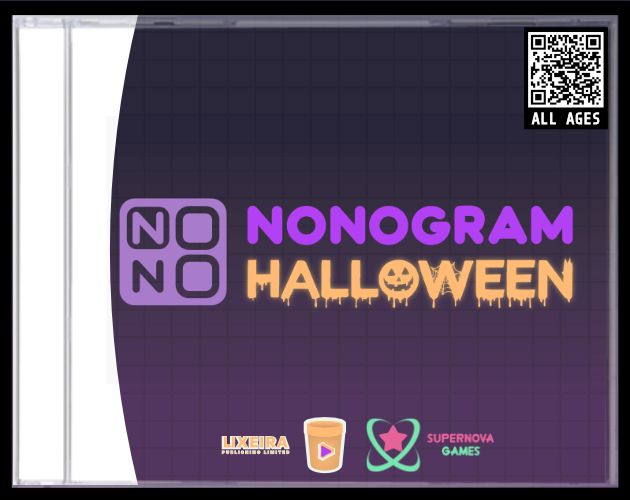 ALL AGES
NO
NO
NONOGRAM
HALLOWEEN
LIXEIRA
PUBLISHING LIMITED
SUPERNOVA
GAMES